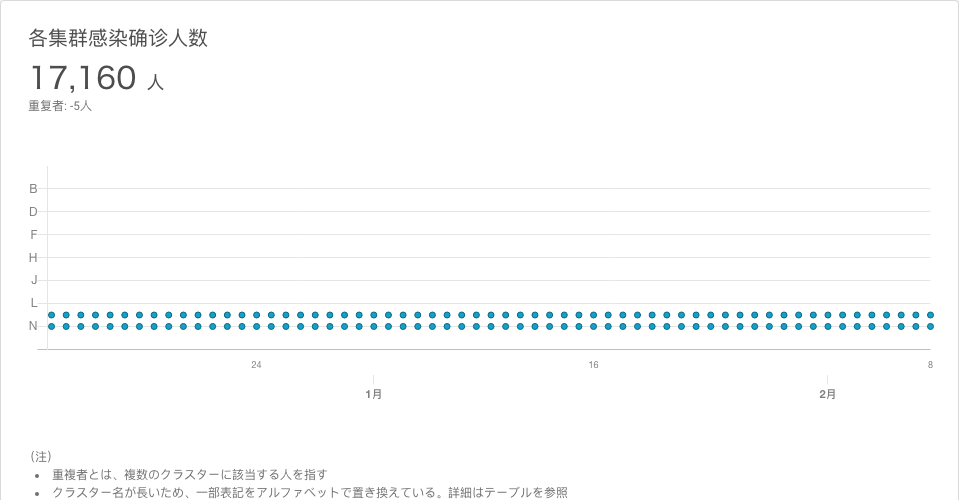 各集群感染确诊人数
17,160 人
重复者: -5人
B
D
F
H
J
L
N
24 16 8
1月 2月
（注）
• 重複者とは、複数のクラスターに該当する人を指す
• クラスター名が長いため、一部表記をアルファベットで置き換えている。詳細はテーブルを参照